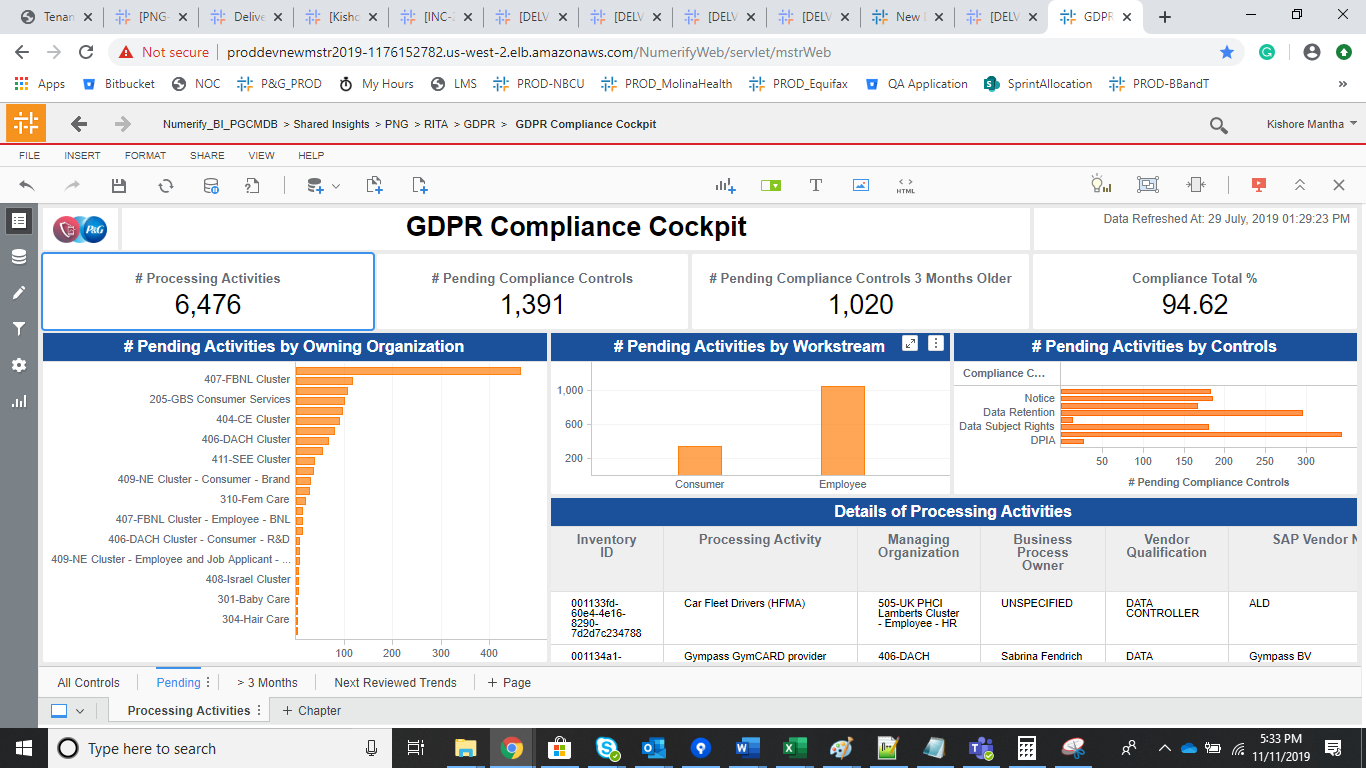 Tenan
[PNG-
Delive
[Kisho
[INC-2
[DELV
[DELV
[DELV
[DELV
New I
[DELV
GDPR
Not secure
proddevnewmstr2019-1176152782.us-west-2.elb.amazonaws.com/NumerifyWeb/servlet/mstrWeb
Apps
Bitbucket
NOC
P&G_PROD
My Hours
LMS
PROD-NBCU
PROD_MolinaHealth
PROD_Equifax
QA Application
SprintAllocation
PROD-BBandT
Numerify_BI_PGCMDB > Shared Insights > PNG > RITA > GDPR > GDPR Compliance Cockpit
Kishore Mantha
FILE INSERT FORMAT SHARE VIEW HELP
HTML
P&G
GDPR Compliance Cockpit
Data Refreshed At: 29 July, 2019 01:29:23 PM
# Processing Activities
6,476
# Pending Compliance Controls
1,391
# Pending Compliance Controls 3 Months Older
1,020
Compliance Total %
94.62
# Pending Activities by Owning Organization
407-FBNL Cluster
205-GBS Consumer Services
404-CE Cluster
406-DACH Cluster
411-SEE Cluster
409-NE Cluster - Consumer - Brand
310-Fem Care
407-FBNL Cluster - Employee - BNL
406-DACH Cluster - Consumer - R&D
409-NE Cluster - Employee and Job Applicant - ...
408-Israel Cluster
301-Baby Care
304-Hair Care
100 200 300 400
# Pending Activities by Workstream
1,000
600
200
Consumer Employee
# Pending Activities by Controls
Compliance C...
Notice
Data Retention
Data Subject Rights
DPIA
50 100 150 200 250 300
# Pending Compliance Controls
Details of Processing Activities
Inventory ID
Processing Activity
Managing Organization
Business Process Owner
Vendor Qualification
SAP Vendor N
001133fd-
60e4-4e16-
8290-
7d2d7c234788
Car Fleet Drivers (HFMA)
505-UK PHCI
Lamberts Cluster
- Employee - HR
UNSPECIFIED
DATA
CONTROLLER
ALD
001134a1-
Gympass GymCARD provider
406-DACH
Sabrina Fendrich
DATA
Gympass BV
All Controls
Pending
> 3 Months
Next Reviewed Trends
+ Page
Processing Activities
+ Chapter
Type here to search
5:33 PM
11/11/2019